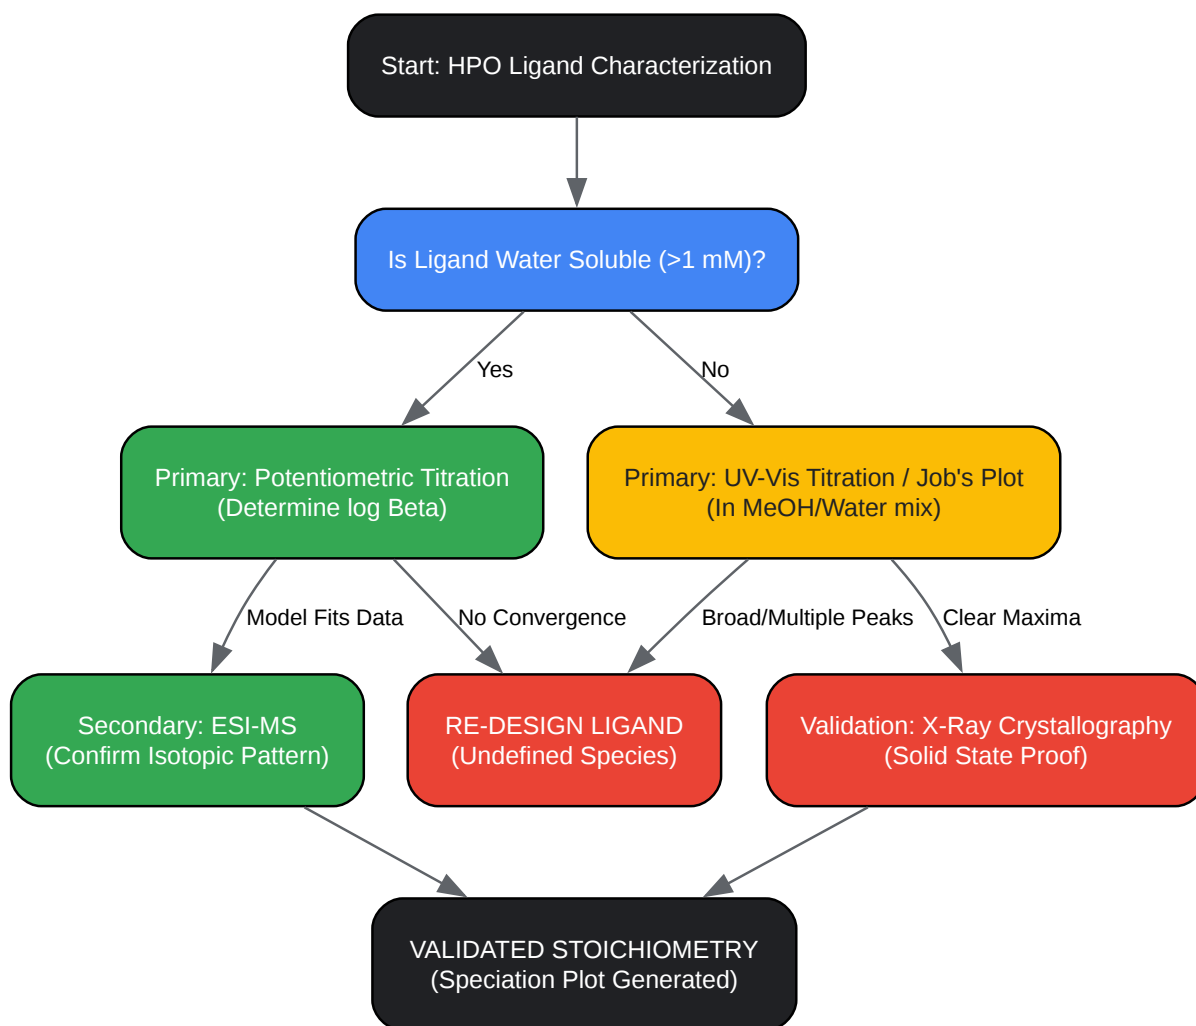 Start: HPO Ligand Characterization
Is Ligand Water Soluble (>1 mM)?
Yes
No
Primary: Potentiometric Titration
(Determine log Beta)
Primary: UV-Vis Titration / Job's Plot
(In MeOH/Water mix)
Model Fits Data
No Convergence
Broad/Multiple Peaks
Clear Maxima
Secondary: ESI-MS
(Confirm Isotopic Pattern)
RE-DESIGN LIGAND
(Undefined Species)
Validation: X-Ray Crystallography
(Solid State Proof)
VALIDATED STOICHIOMETRY
(Speciation Plot Generated)